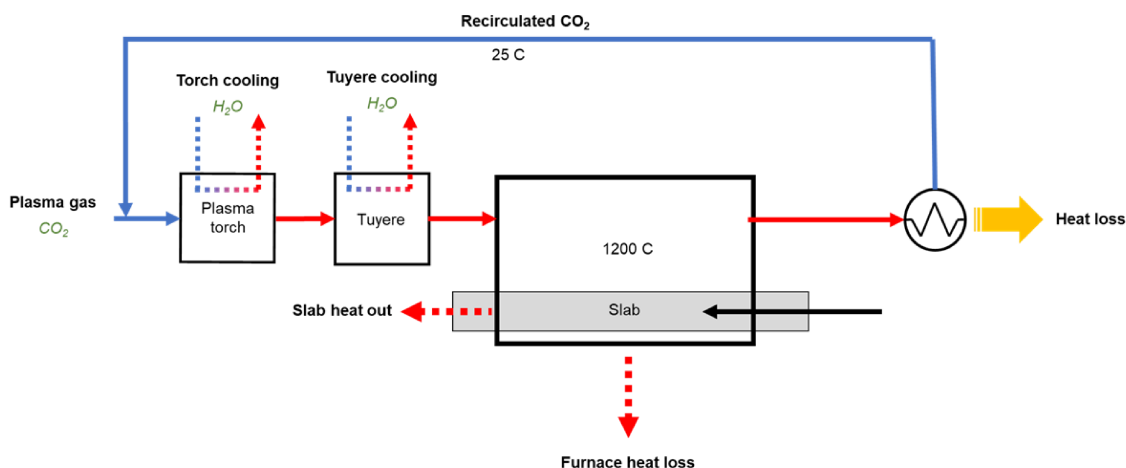 Recirculated CO₂
25 C
Torch cooling
H₂O
Tuyere cooling
H₂O
Plasma gas
CO₂
Plasma
torch
Tuyere
1200 C
Heat loss
Slab heat out
Slab
Furnace heat loss